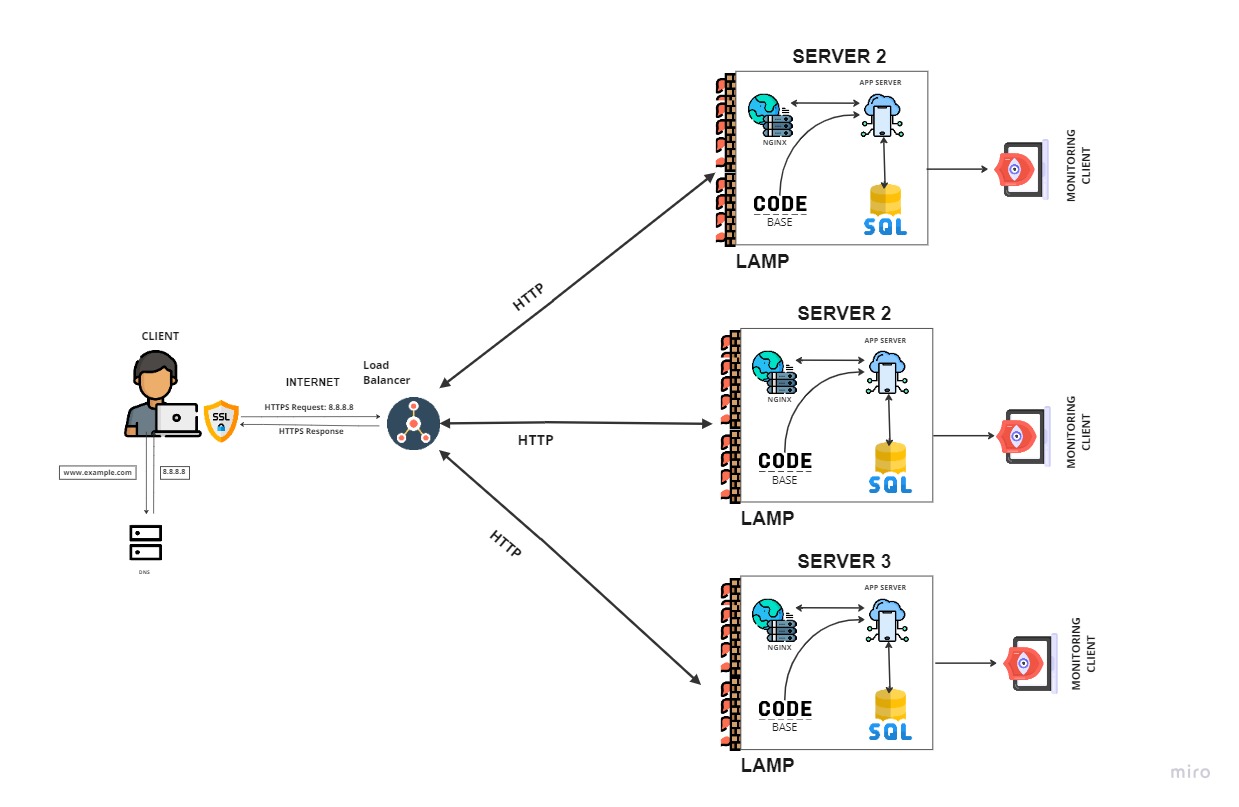 SERVER 2
APP SERVER
NGINX
CODE
BASE
SQL
LAMP
MONITORING
CLIENT
HTTP
SERVER 2
APP SERVER
NGINX
CODE
BASE
SQL
LAMP
MONITORING
CLIENT
CLIENT
SSL
INTERNET
HTTPS Request: 8.8.8.8
HTTPS Response
Load
Balancer
HTTP
www.example.com
8.8.8.8
DNS
HTTP
SERVER 3
APP SERVER
NGINX
CODE
BASE
SQL
LAMP
MONITORING
CLIENT
miro